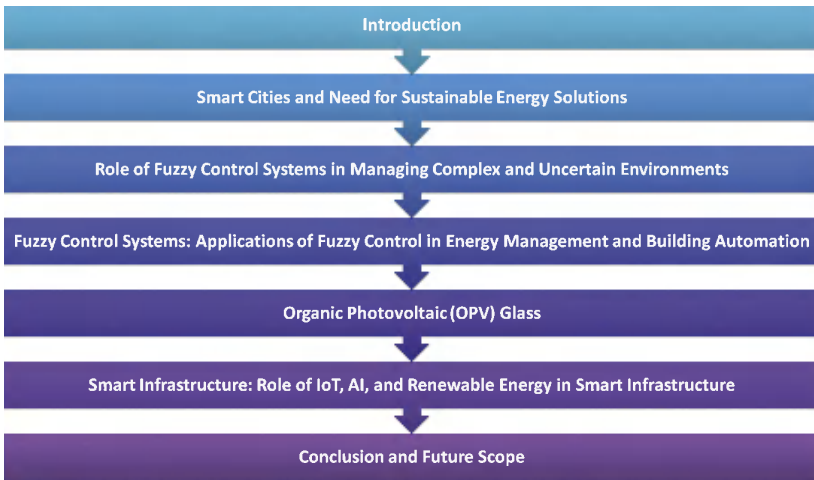 Introduction
Smart Cities and Need for Sustainable Energy Solutions
Role of Fuzzy Control Systems in Managing Complex and Uncertain Environments
Fuzzy Control Systems: Applications of Fuzzy Control in Energy Management and Building Automation
Organic Photovoltaic (OPV) Glass
Smart Infrastructure: Role of IoT, AI, and Renewable Energy in Smart Infrastructure
Conclusion and Future Scope